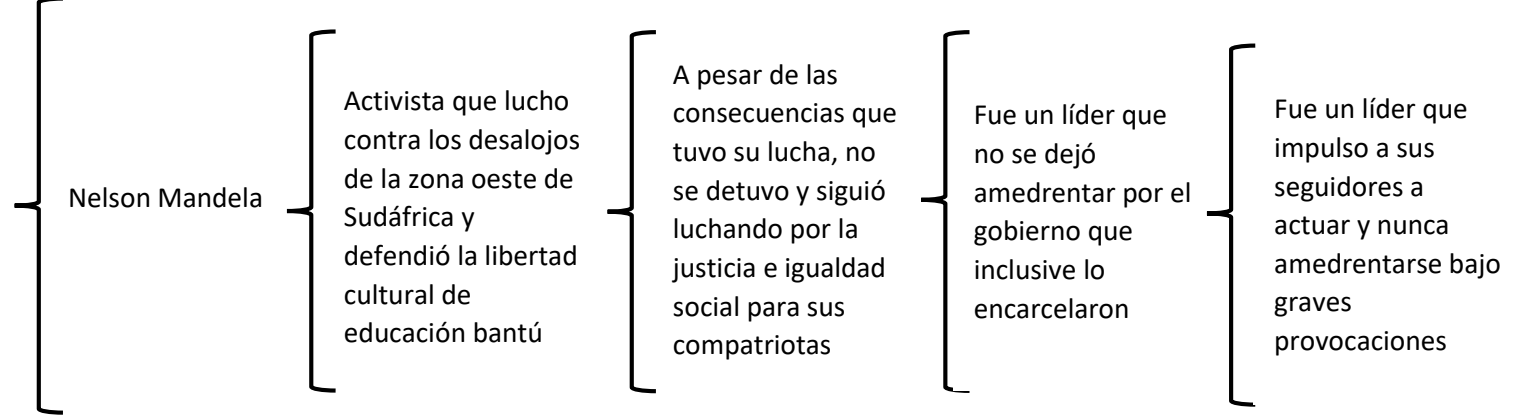 Nelson Mandela
Activista que lucho
contra los desalojos
de la zona oeste de
Sudáfrica y
defendió la libertad
cultural de
educación bantú
A pesar de las
consecuencias que
tuvo su lucha, no
se detuvo y siguió
luchando por la
justicia e igualdad
social para sus
compatriotas
Fue un líder que
no se dejó
amedrentar por el
gobierno que
inclusive lo
encarcelaron
Fue un líder que
impulso a sus
seguidores a
actuar y nunca
amedrentarse bajo
graves
provocaciones